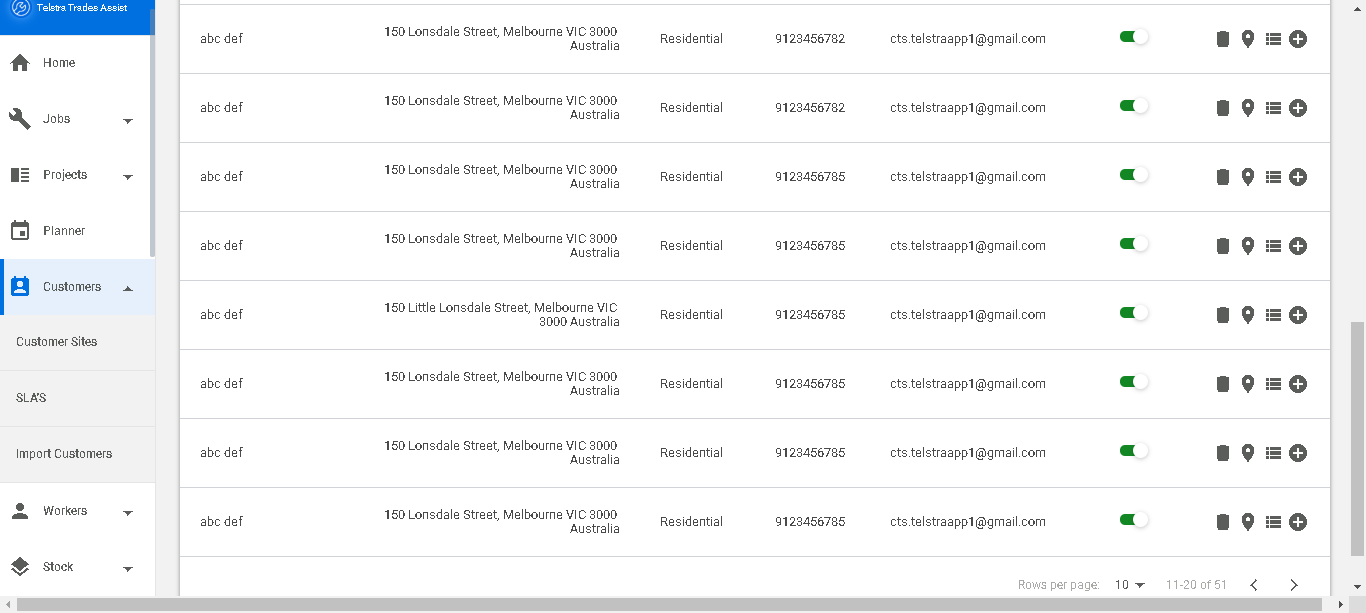 Telstra Trades Assist
Home
Jobs
Projects
Planner
Customers
Customer Sites
SLA'S
Import Customers
Workers
Stock
abc def 150 Lonsdale Street, Melbourne VIC 3000 Residential 9123456782 cts.telstraapp1@gmail.com
Australia
abc def 150 Lonsdale Street, Melbourne VIC 3000 Residential 9123456782 cts.telstraapp1@gmail.com
Australia
abc def 150 Lonsdale Street, Melbourne VIC 3000 Residential 9123456785 cts.telstraapp1@gmail.com
Australia
abc def 150 Lonsdale Street, Melbourne VIC 3000 Residential 9123456785 cts.telstraapp1@gmail.com
Australia
abc def 150 Little Lonsdale Street, Melbourne VIC Residential 9123456785 cts.telstraapp1@gmail.com
3000 Australia
abc def 150 Lonsdale Street, Melbourne VIC 3000 Residential 9123456785 cts.telstraapp1@gmail.com
Australia
abc def 150 Lonsdale Street, Melbourne VIC 3000 Residential 9123456785 cts.telstraapp1@gmail.com
Australia
abc def 150 Lonsdale Street, Melbourne VIC 3000 Residential 9123456785 cts.telstraapp1@gmail.com
Australia
Rows per page: 10 11-20 of 51